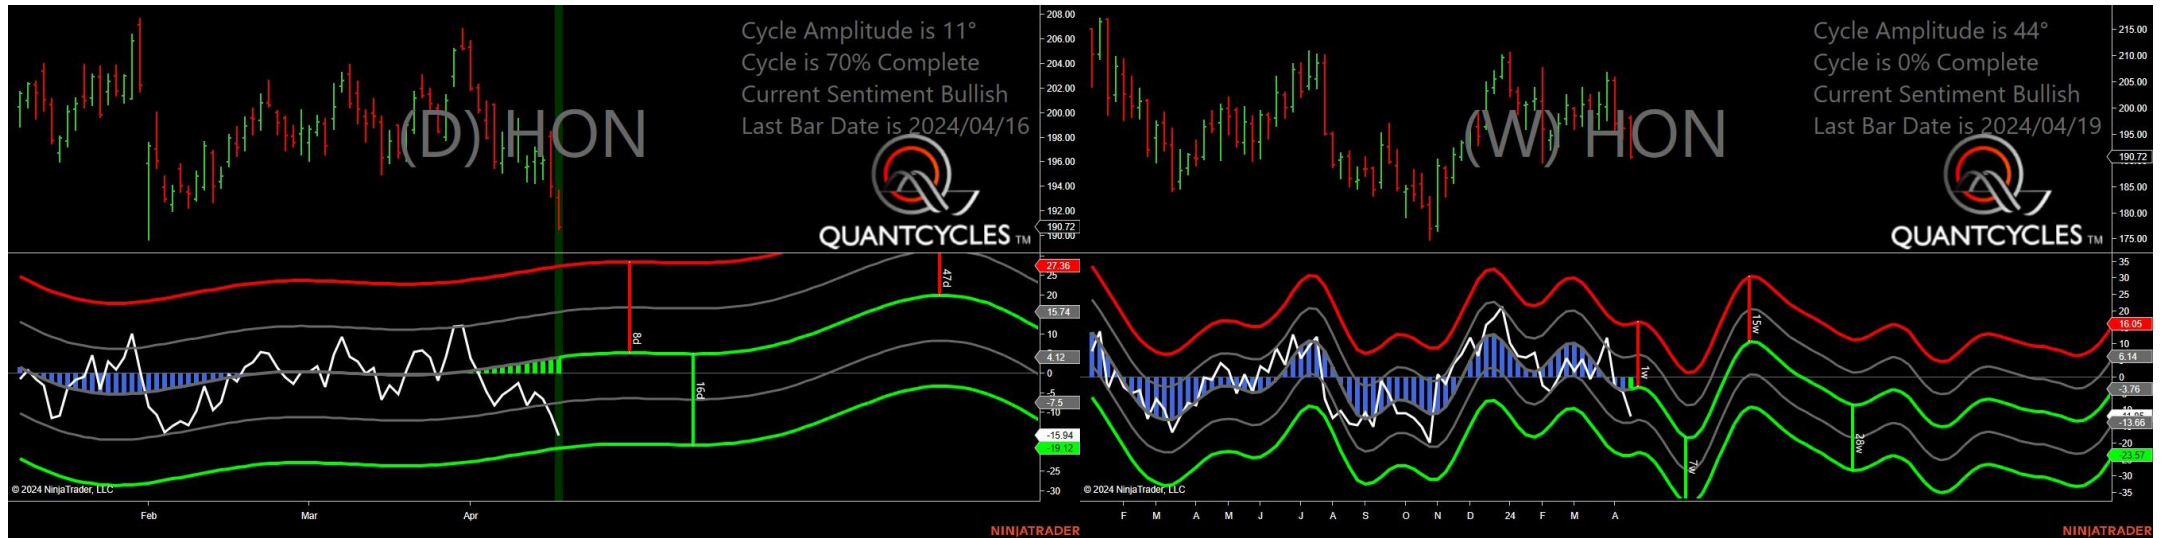 Cycle Amplitude is 11°
Cycle is 70% Complete
Current Sentiment Bullish
Last Bar Date is 2024/04/16
(D) HON
QUANTCYCLES TM
208.00
206.00
204.00
202.00
200.00
198.00
196.00
194.00
192.00
190.72
190.00
27.36
25
20
15.74
10
4.12
0
-5
-7.5
-10
-15.94
-19.12
-25
-30
8d
16d
47d
© 2024 NinjaTrader, LLC
Feb Mar Apr
NINJATRADER
Cycle Amplitude is 44°
Cycle is 0% Complete
Current Sentiment Bullish
Last Bar Date is 2024/04/19
(W) HON
QUANTCYCLES TM
215.00
210.00
205.00
200.00
195.00
190.72
185.00
180.00
175.00
35
30
25
20
16.05
10
6.14
0
-3.76
-13.66
-20
-23.57
-30
-35
1w
7w
15w
28w
© 2024 NinjaTrader, LLC
F M A M J J A S O N D 24 F M A
NINJATRADER